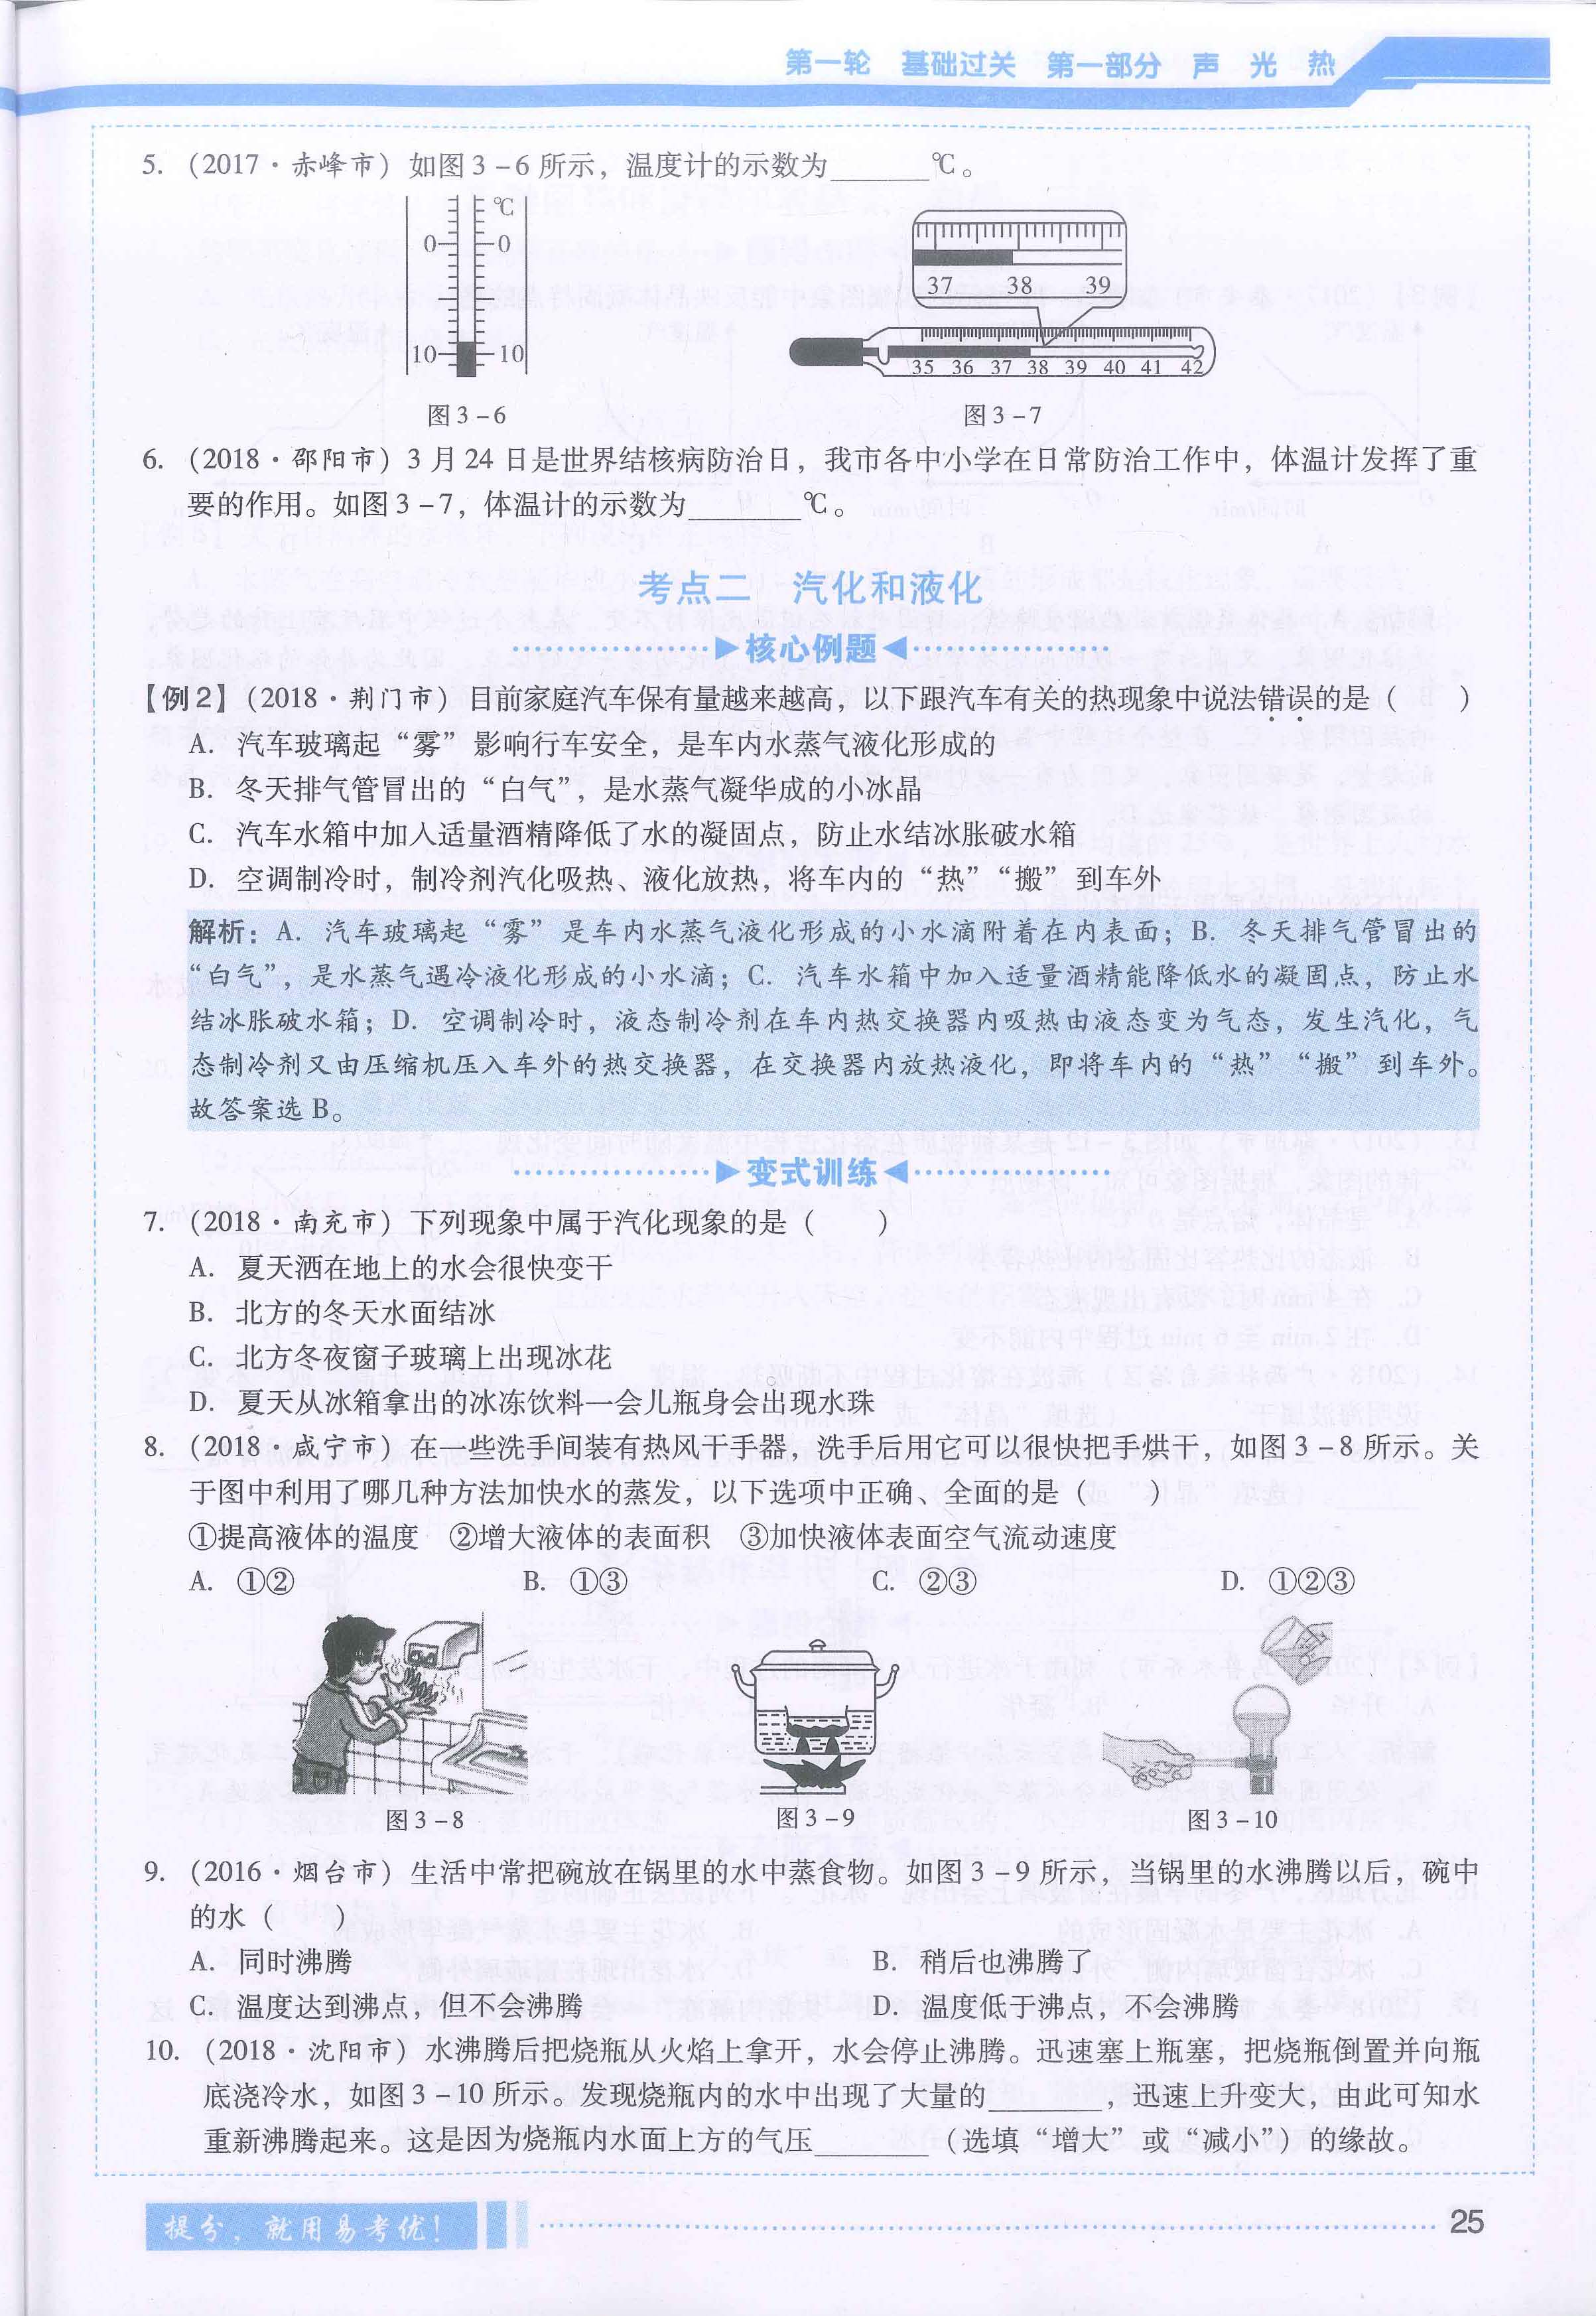 第一轮 基础过关 第一部分 声 光 热
5. (2017·赤峰市) 如图3-6所示，温度计的示数为______℃。
℃
0 0
10 10
图3-6
37 38 39
35 36 37 38 39 40 41 42
图3-7
6. (2018·邵阳市) 3月24日是世界结核病防治日，我市各中小学在日常防治工作中，体温计发挥了重
要的作用。如图3-7，体温计的示数为______℃。
考点二 汽化和液化
核心例题
【例2】(2018·荆门市) 目前家庭汽车保有量越来越高，以下跟汽车有关的热现象中说法错误的是（ ）
A. 汽车玻璃起“雾”影响行车安全，是车内水蒸气液化形成的
B. 冬天排气管冒出的“白气”，是水蒸气凝华成的小冰晶
C. 汽车水箱中加入适量酒精降低了水的凝固点，防止水结冰胀破水箱
D. 空调制冷时，制冷剂汽化吸热、液化放热，将车内的“热”“搬”到车外
解析：A. 汽车玻璃起“雾”是车内水蒸气液化形成的小水滴附着在内表面；B. 冬天排气管冒出的
“白气”，是水蒸气遇冷液化形成的小水滴；C. 汽车水箱中加入适量酒精能降低水的凝固点，防止水
结冰胀破水箱；D. 空调制冷时，液态制冷剂在车内热交换器内吸热由液态变为气态，发生汽化，气
态制冷剂又由压缩机压入车外的热交换器，在交换器内放热液化，即将车内的“热”“搬”到车外。
故答案选B。
变式训练
7. (2018·南充市) 下列现象中属于汽化现象的是（ ）
A. 夏天洒在地上的水会很快变干
B. 北方的冬天水面结冰
C. 北方冬夜窗子玻璃上出现冰花
D. 夏天从冰箱拿出的冰冻饮料一会儿瓶身会出现水珠
8. (2018·咸宁市) 在一些洗手间装有热风干手器，洗手后用它可以很快把手烘干，如图3-8所示。关
于图中利用了哪几种方法加快水的蒸发，以下选项中正确、全面的是（ ）
①提高液体的温度 ②增大液体的表面积 ③加快液体表面空气流动速度
A. ①② B. ①③ C. ②③ D. ①②③
图3-8 图3-9 图3-10
9. (2016·烟台市) 生活中常把碗放在锅里的水中蒸食物。如图3-9所示，当锅里的水沸腾以后，碗中
的水（ ）
A. 同时沸腾 B. 稍后也沸腾了
C. 温度达到沸点，但不会沸腾 D. 温度低于沸点，不会沸腾
10. (2018·沈阳市) 水沸腾后把烧瓶从火焰上拿开，水会停止沸腾。迅速塞上瓶塞，把烧瓶倒置并向瓶
底浇冷水，如图3-10所示。发现烧瓶内的水中出现了大量的______，迅速上升变大，由此可知水
重新沸腾起来。这是因为烧瓶内水面上方的气压______（选填“增大”或“减小”）的缘故。
提分，就用易考优！
25